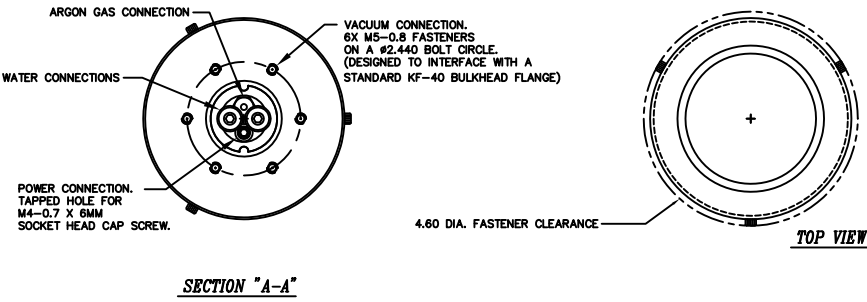 ARGON GAS CONNECTION
VACUUM CONNECTION.
6X M5-0.8 FASTENERS
ON A ø2.440 BOLT CIRCLE.
(DESIGNED TO INTERFACE WITH A
STANDARD KF-40 BULKHEAD FLANGE)
WATER CONNECTIONS
POWER CONNECTION.
TAPPED HOLE FOR
M4-0.7 X 6MM
SOCKET HEAD CAP SCREW.
4.60 DIA. FASTENER CLEARANCE
TOP VIEW
SECTION "A-A"